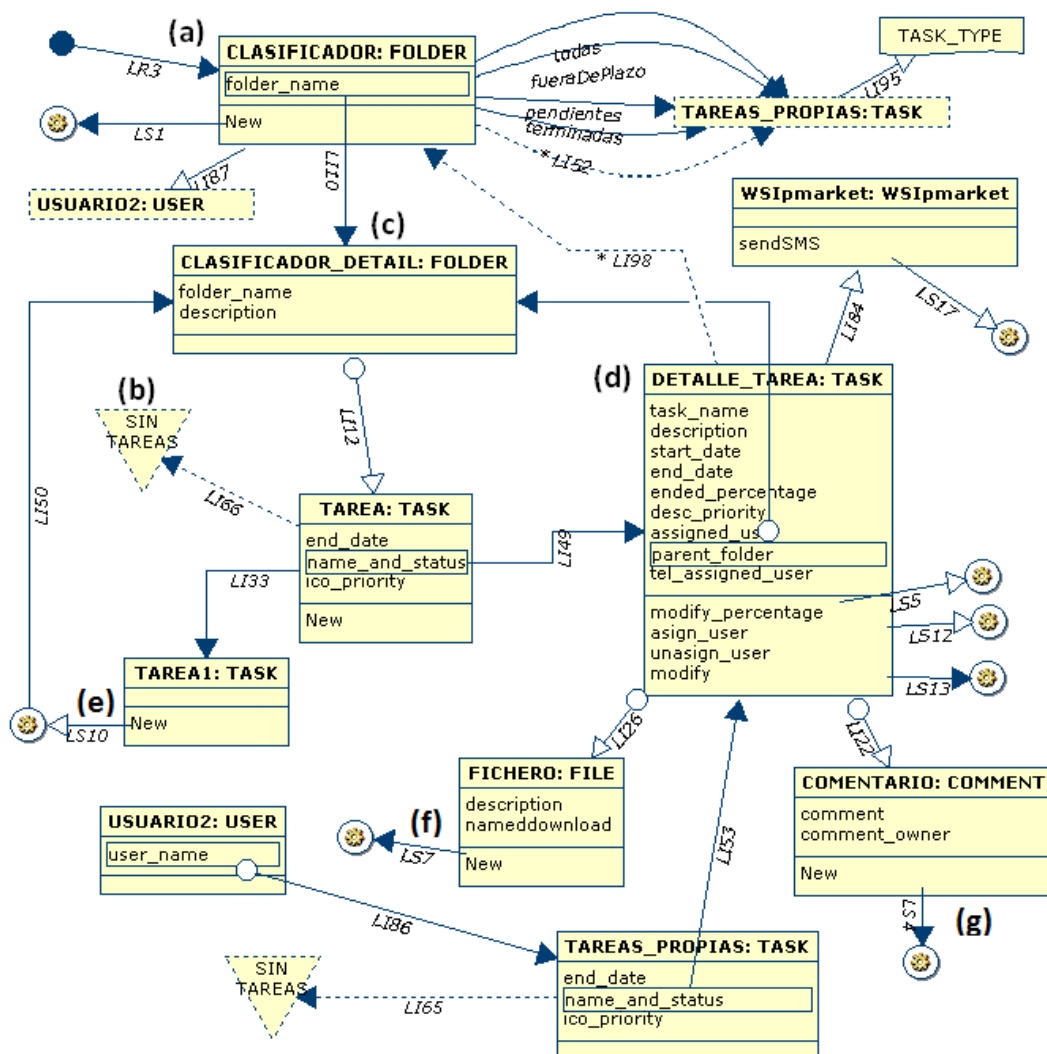 (a)
CLASIFICADOR: FOLDER
folder_name
New
LR3
LS1
LI87
USUARIO2: USER
LI10
todas
fueraDePlazo
pendientes
terminadas
* LI52
TASK_TYPE
LI95
TAREAS_PROPIAS: TASK
WSIpmarket: WSIpmarket
sendSMS
LS17
LI84
* LI98
(c)
CLASIFICADOR_DETAIL: FOLDER
folder_name
description
LI12
(b)
SIN
TAREAS
LI66
LI50
TAREA: TASK
end_date
name_and_status
ico_priority
New
LI33
LI49
(d)
DETALLE_TAREA: TASK
task_name
description
start_date
end_date
ended_percentage
desc_priority
assigned_us
parent_folder
tel_assigned_user
modify_percentage
asign_user
unasign_user
modify
LS5
LS12
LS13
TAREA1: TASK
New
(e)
LS10
LI26
LI22
FICHERO: FILE
description
nameddownload
New
(f)
LS7
LI53
COMENTARIO: COMMENT
comment
comment_owner
New
LS4
(g)
USUARIO2: USER
user_name
LI86
TAREAS_PROPIAS: TASK
end_date
name_and_status
ico_priority
SIN
TAREAS
LI65